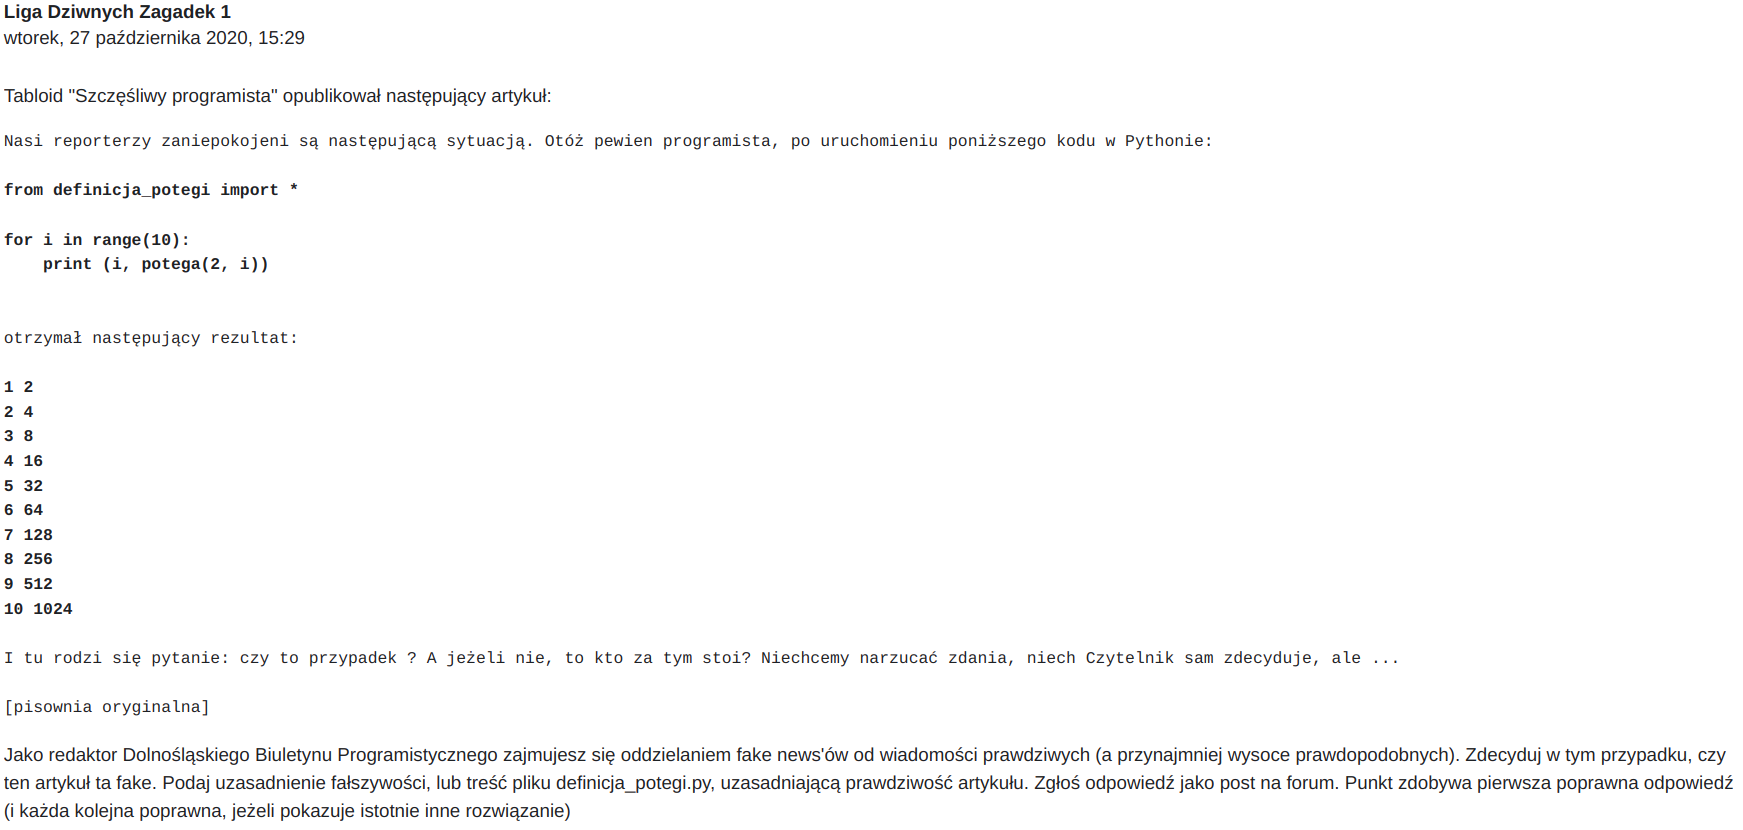 Liga Dziwnych Zagadek 1
wtorek, 27 października 2020, 15:29
Tabloid "Szczęśliwy programista" opublikował następujący artykuł:
Nasi reporterzy zaniepokojeni są następującą sytuacją. Otóż pewien programista, po uruchomieniu poniższego kodu w Pythonie:
from definicja_potegi import *
for i in range(10):
    print (i, potega(2, i))
otrzymał następujący rezultat:
1 2
2 4
3 8
4 16
5 32
6 64
7 128
8 256
9 512
10 1024
I tu rodzi się pytanie: czy to przypadek ? A jeżeli nie, to kto za tym stoi? Niechcemy narzucać zdania, niech Czytelnik sam zdecyduje, ale ...
[pisownia oryginalna]
Jako redaktor Dolnośląskiego Biuletynu Programistycznego zajmujesz się oddzielaniem fake news'ów od wiadomości prawdziwych (a przynajmniej wysoce prawdopodobnych). Zdecyduj w tym przypadku, czy
ten artykuł ta fake. Podaj uzasadnienie fałszywości, lub treść pliku definicja_potegi.py, uzasadniającą prawdziwość artykułu. Zgłoś odpowiedź jako post na forum. Punkt zdobywa pierwsza poprawna odpowiedź
(i każda kolejna poprawna, jeżeli pokazuje istotnie inne rozwiązanie)